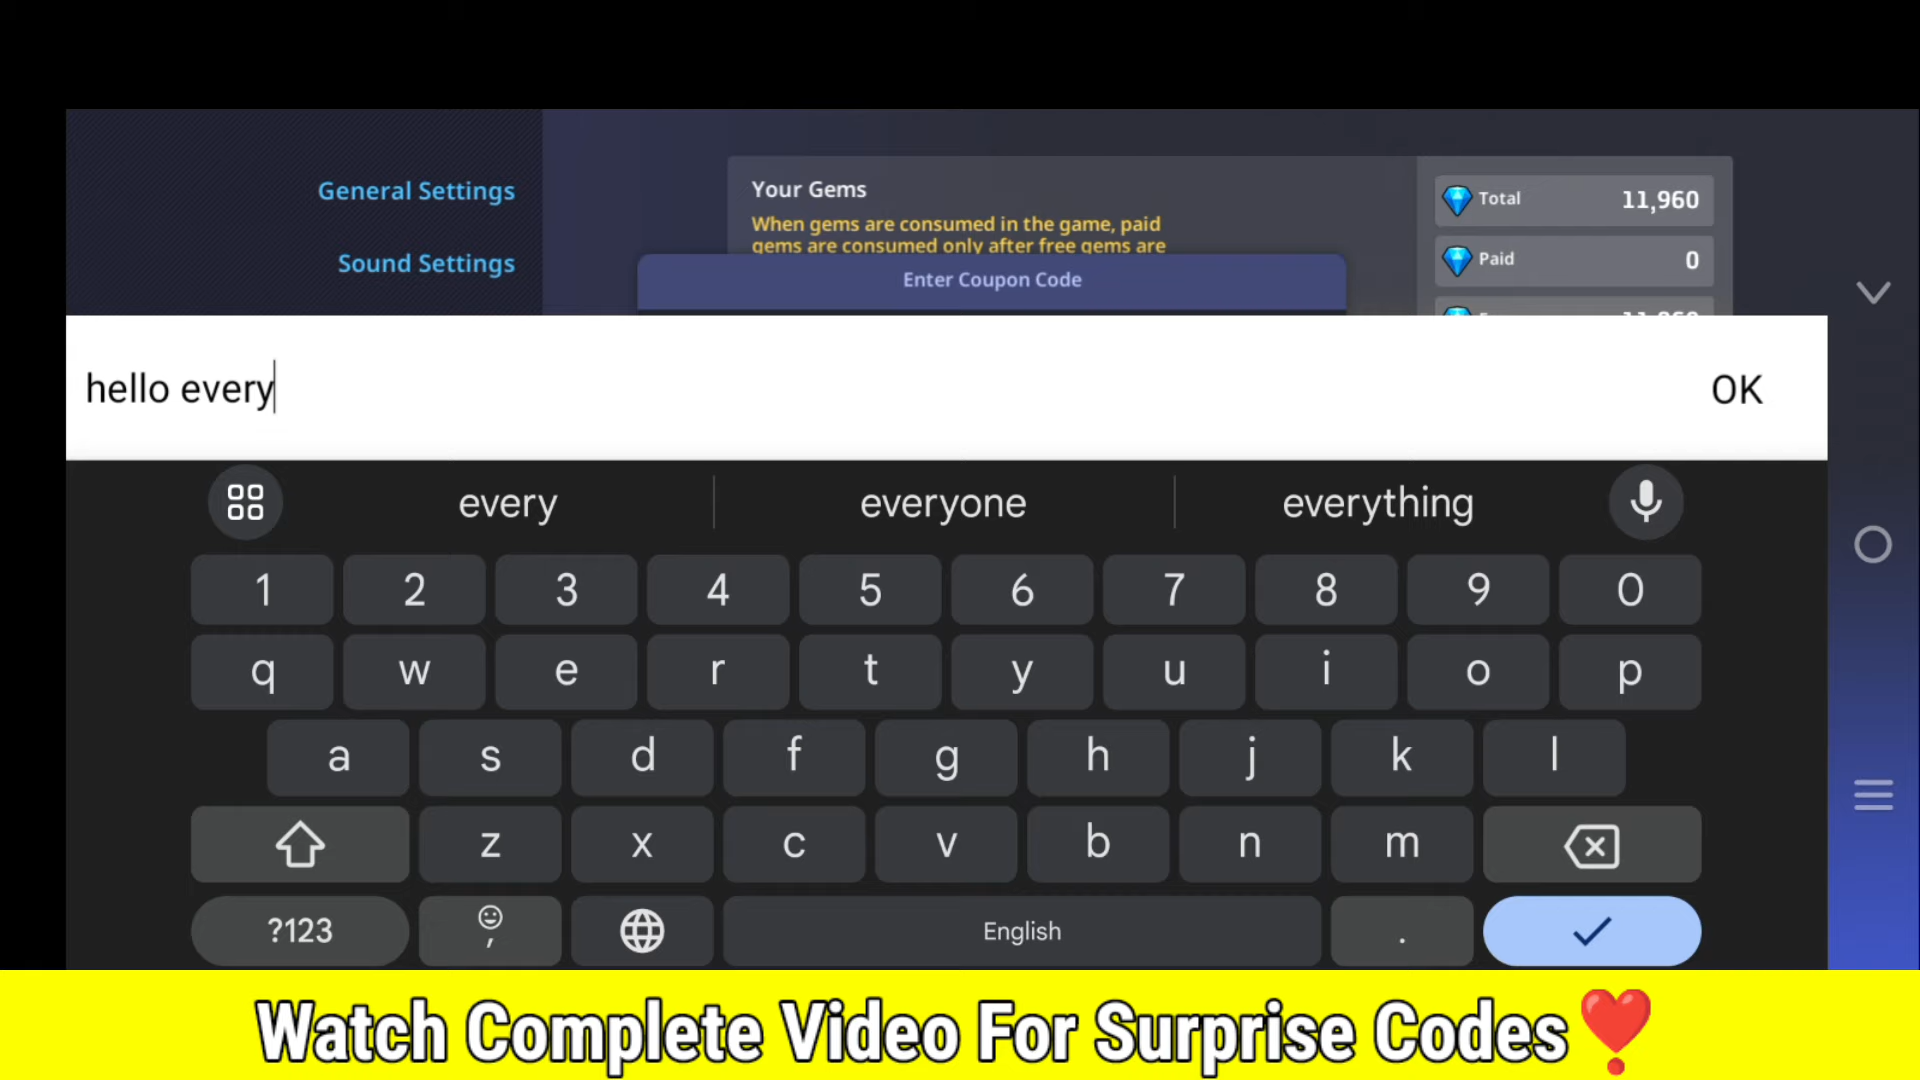 General Settings
Sound Settings
Your Gems
When gems are consumed in the game, paid
gems are consumed only after free gems are
Total 11,960
Paid 0
Enter Coupon Code
hello every
OK
every everyone everything
1 2 3 4 5 6 7 8 9 0
q w e r t y u i o p
a s d f g h j k l
z x c v b n m
?123 , English .
Watch Complete Video For Surprise Codes